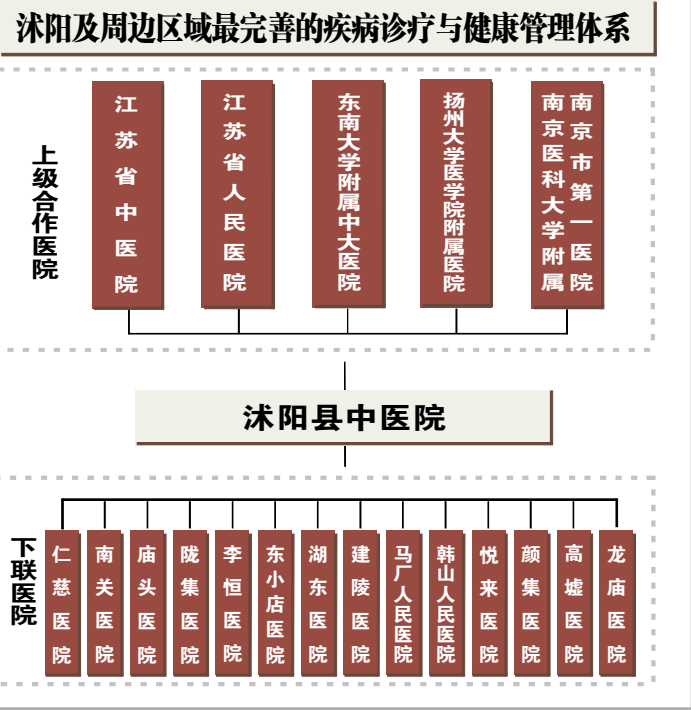 沭阳及周边区域最完善的疾病诊疗与健康管理体系
上级合作医院
江苏省中医院
江苏省人民医院
东南大学附属中大医院
扬州大学医学院附属医院
南京医科大学附属
南京市第一医院
沭阳县中医院
下联医院
仁慈医院
南关医院
庙头医院
陇集医院
李恒医院
东小店医院
湖东医院
建陵医院
马厂人民医院
韩山人民医院
悦来医院
颜集医院
高墟医院
龙庙医院